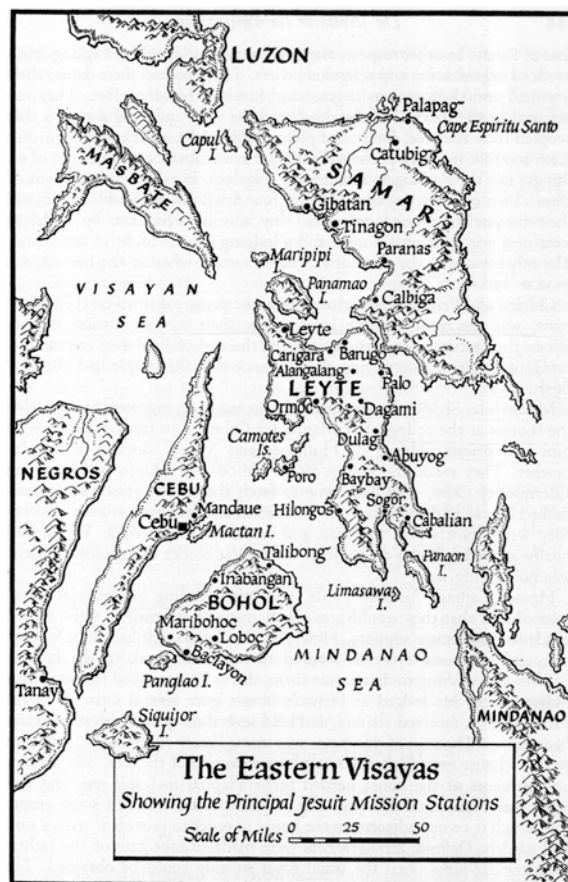 LUZON
Palapag
Cape Espiritu Santo
Capul
Catubig
MASBATE
SAMAR
Gibatan
Tinagon
Maripipi I.
Paranas
VISAYAN SEA
Panamao I.
Calbiga
Leyte
Carigara
Barugo
Alangalang
LEYTE
Palo
Ormoc
Dagami
Camotes Is.
Dulag
NEGROS
Poro
Abuyog
CEBU
Baybay
Mandaue
Hilongos
Sogor
Cebu
Cabalian
Mactan I.
Talibong
Panaon I.
Inabangan
Limasawa I.
BOHOL
Maribohoc
Loboc
MINDANAO SEA
Baclayon
Panglao I.
Tanay
MINDANAO
Siquijor I.
The Eastern Visayas
Showing the Principal Jesuit Mission Stations
Scale of Miles 0 25 50